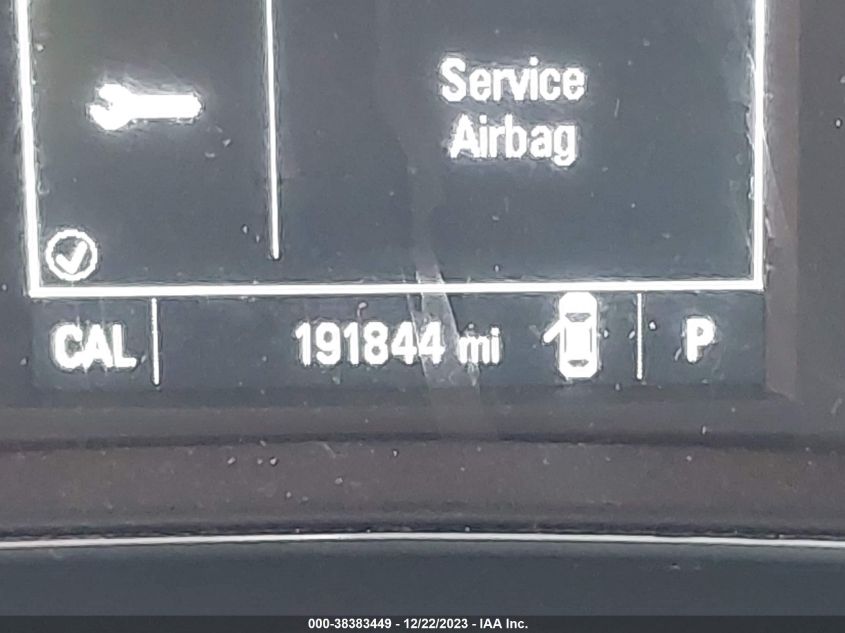 Service
Airbag
CAL 191844 mi P
000-38383449 - 12/22/2023 - IAA Inc.